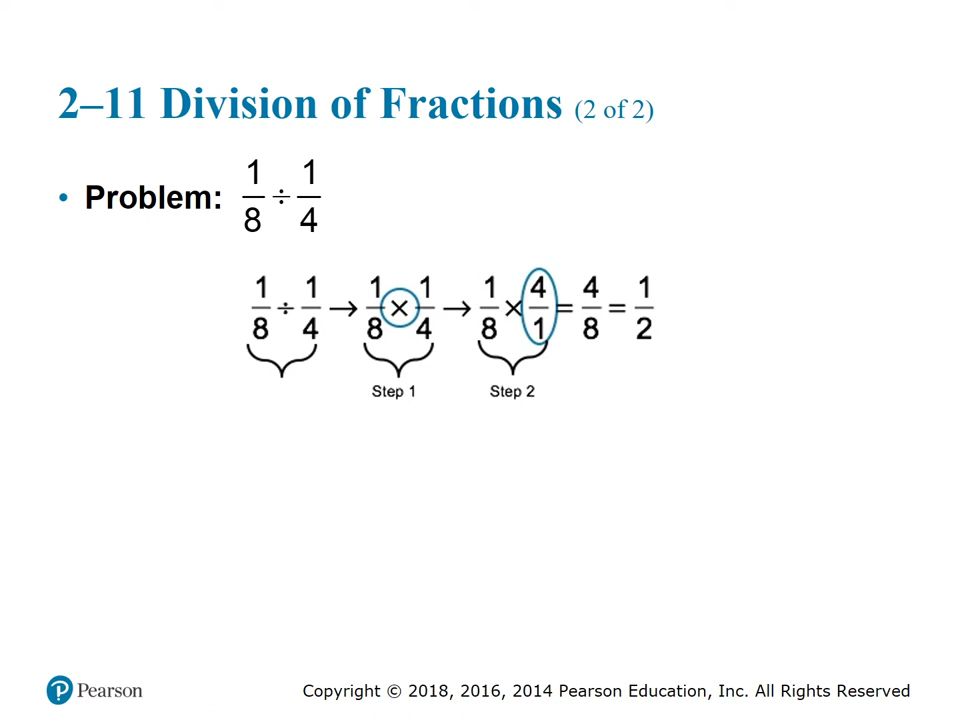 2–11 Division of Fractions (2 of 2)
• Problem: 1/8 ÷ 1/4
1/8 ÷ 1/4 → 1/8 × 1/4 → 1/8 × 4/1 = 4/8 = 1/2
Step 1 Step 2
P Pearson
Copyright © 2018, 2016, 2014 Pearson Education, Inc. All Rights Reserved